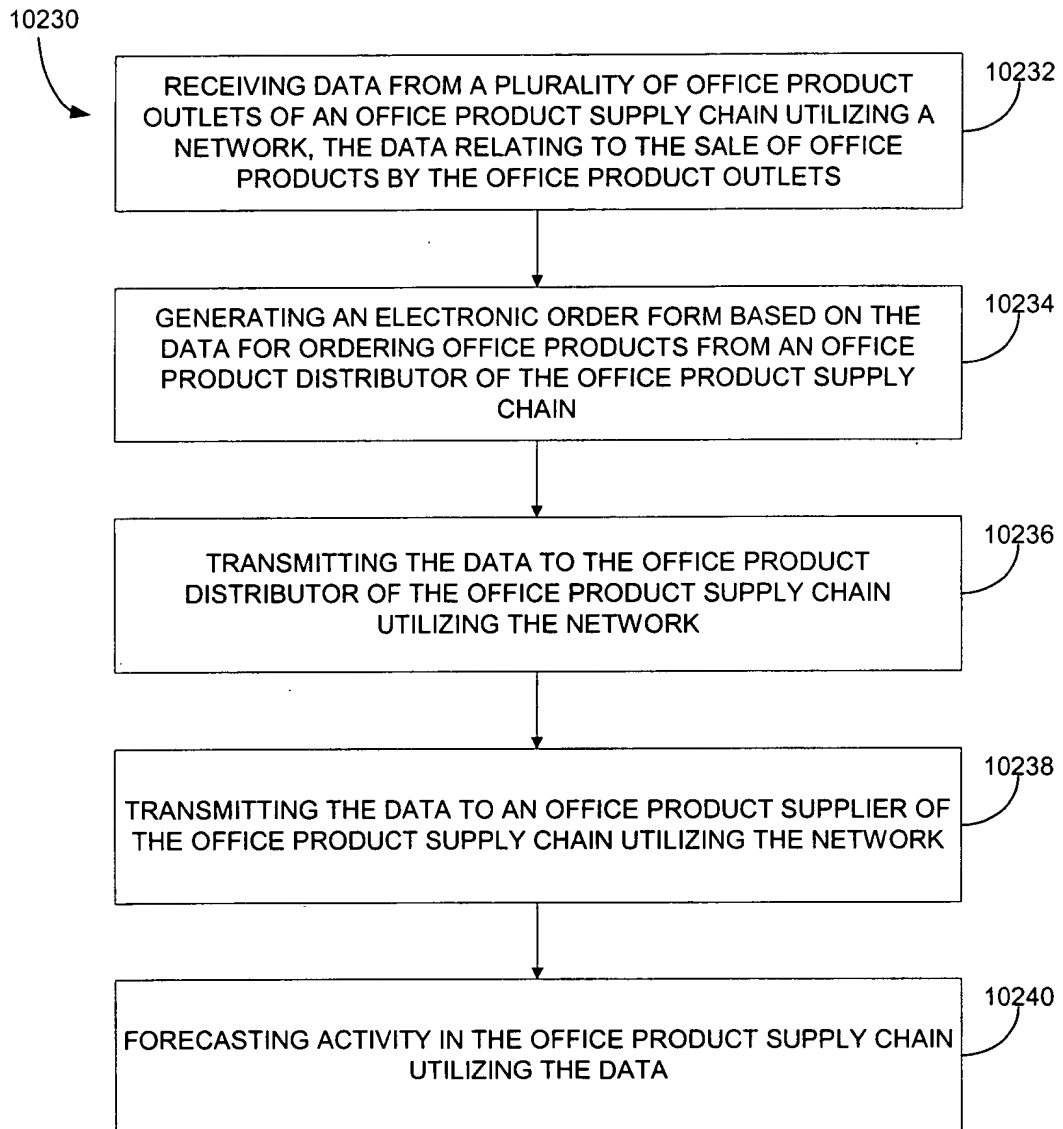 10230
RECEIVING DATA FROM A PLURALITY OF OFFICE PRODUCT
OUTLETS OF AN OFFICE PRODUCT SUPPLY CHAIN UTILIZING A
NETWORK, THE DATA RELATING TO THE SALE OF OFFICE
PRODUCTS BY THE OFFICE PRODUCT OUTLETS
10232
GENERATING AN ELECTRONIC ORDER FORM BASED ON THE
DATA FOR ORDERING OFFICE PRODUCTS FROM AN OFFICE
PRODUCT DISTRIBUTOR OF THE OFFICE PRODUCT SUPPLY
CHAIN
10234
TRANSMITTING THE DATA TO THE OFFICE PRODUCT
DISTRIBUTOR OF THE OFFICE PRODUCT SUPPLY CHAIN
UTILIZING THE NETWORK
10236
TRANSMITTING THE DATA TO AN OFFICE PRODUCT SUPPLIER OF
THE OFFICE PRODUCT SUPPLY CHAIN UTILIZING THE NETWORK
10238
FORECASTING ACTIVITY IN THE OFFICE PRODUCT SUPPLY CHAIN
UTILIZING THE DATA
10240